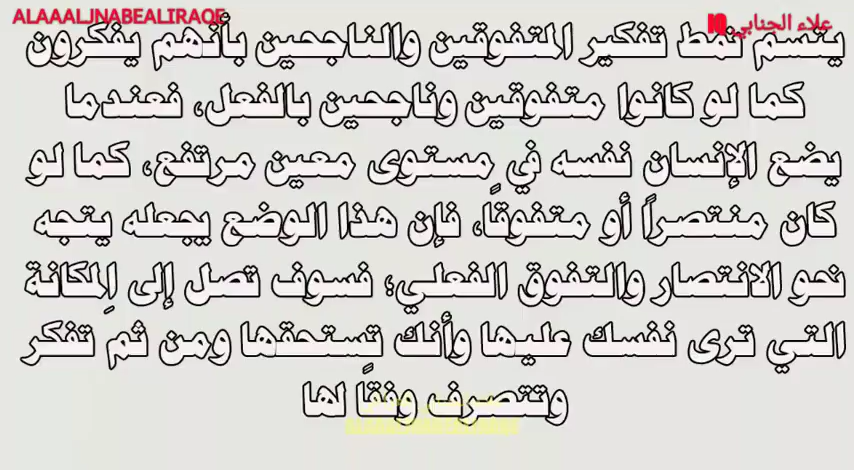 ALAAALJNABEALIRAQE
علاء الجنابي
يتسم نمط تفكير المتفوقين والناجحين بأنهم يفكرون
كما لو كانوا متفوقين وناجحين بالفعل، فعندما
يضع الإنسان نفسه في مستوى معين مرتفع، كما لو
كان منتصراً أو متفوقاً، فإن هذا الوضع يجعله يتجه
نحو الانتصار والتفوق الفعلي؛ فسوف تصل إلى المكانة
التي ترى نفسك عليها وأنك تستحقها ومن ثم تفكر
وتتصرف وفقاً لها